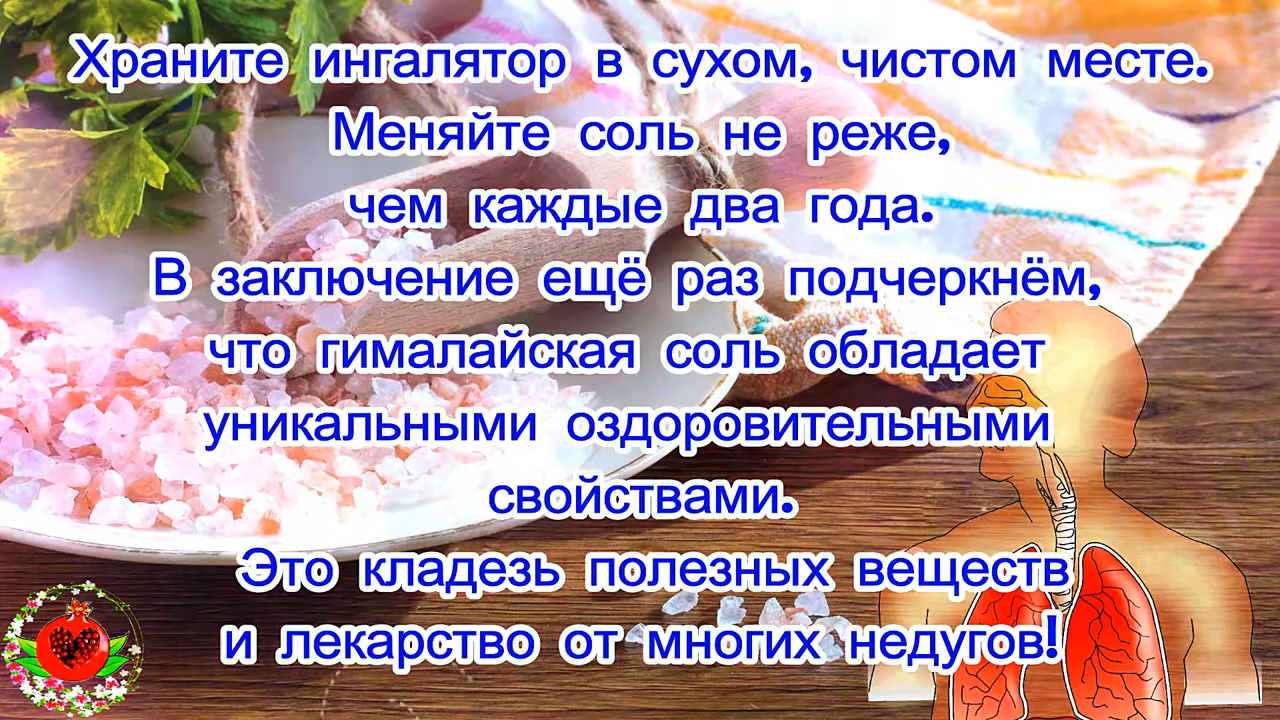 Храните ингалятор в сухом, чистом месте.
Меняйте соль не реже,
чем каждые два года.
В заключение ещё раз подчеркнём,
что гималайская соль обладает
уникальными оздоровительными
свойствами.
Это кладезь полезных веществ
и лекарство от многих недугов!